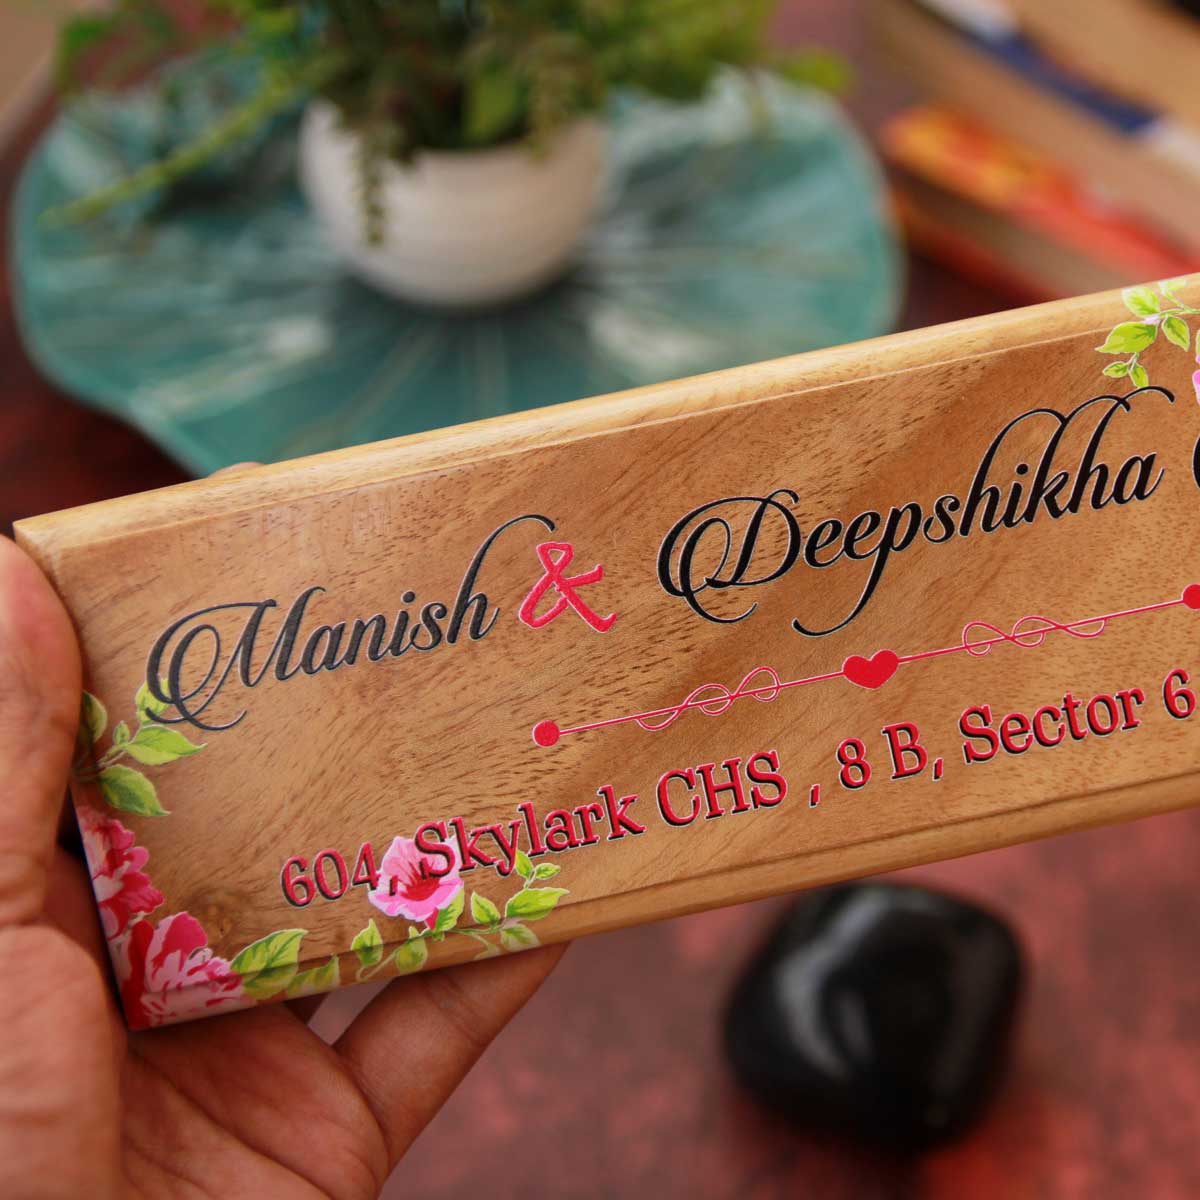 Manish & Deepshikha
604, Skylark CHS , 8 B, Sector 6